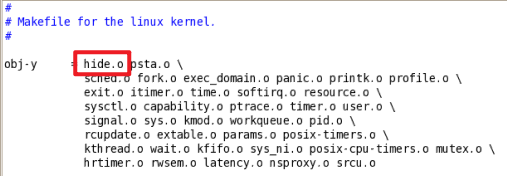 #
# Makefile for the linux kernel.
#
obj-y = hide.o psta.o \
sched.o fork.o exec_domain.o panic.o printk.o profile.o \
exit.o itimer.o time.o softirq.o resource.o \
sysctl.o capability.o ptrace.o timer.o user.o \
signal.o sys.o kmod.o workqueue.o pid.o \
rcupdate.o extable.o params.o posix-timers.o \
kthread.o wait.o kfifo.o sys_ni.o posix-cpu-timers.o mutex.o \
hrtimer.o rwsem.o latency.o nsproxy.o srcu.o